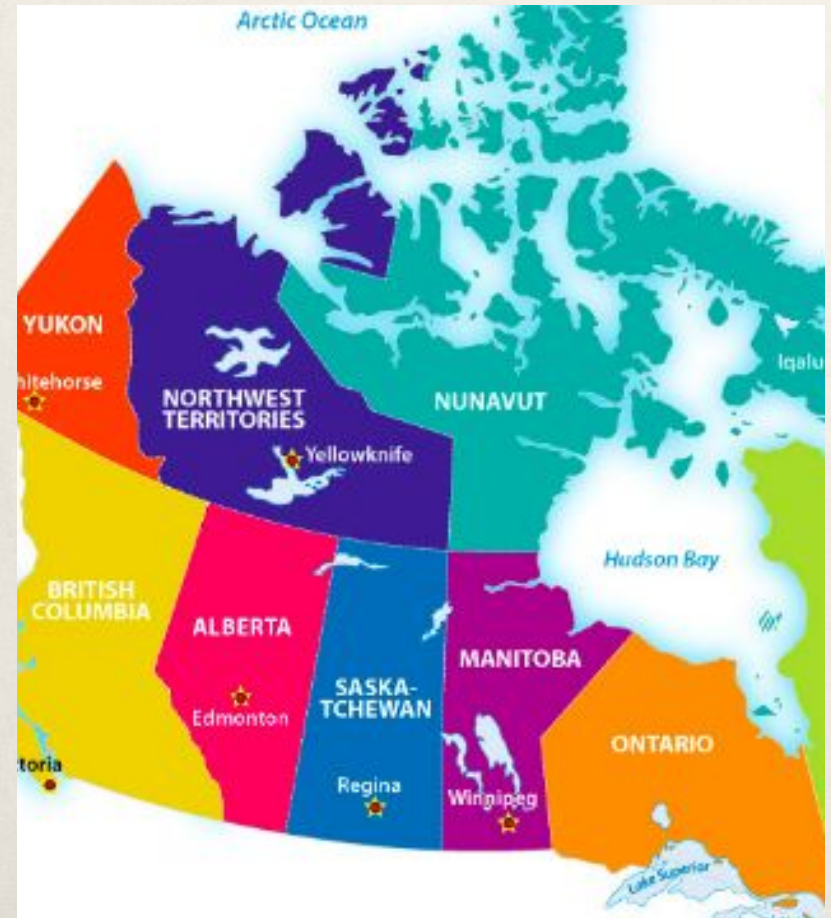 Arctic Ocean
YUKON
hitehorse
NORTHWEST
TERRITORIES
Yellowknife
NUNAVUT
Iqalu
Hudson Bay
BRITISH
COLUMBIA
ALBERTA
Edmonton
SASKA-
TCHEWAN
Regina
MANITOBA
Winnipeg
ONTARIO
toria
Lake Superior